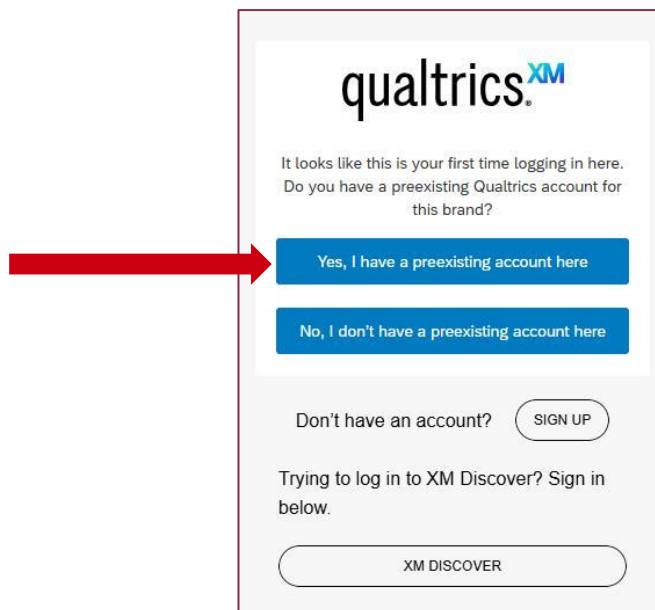 qualtrics.XM
It looks like this is your first time logging in here.
Do you have a preexisting Qualtrics account for
this brand?
Yes, I have a preexisting account here
No, I don't have a preexisting account here
Don't have an account? SIGN UP
Trying to log in to XM Discover? Sign in
below.
XM DISCOVER